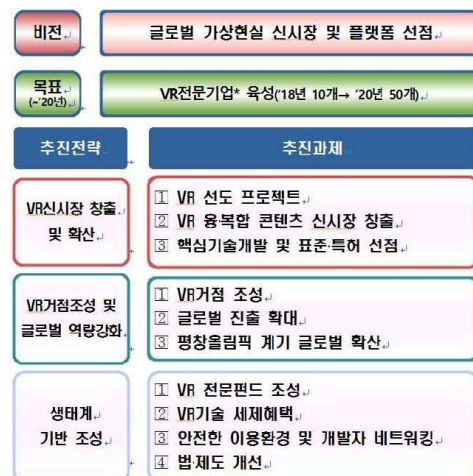 비전
글로벌 가상현실 신시장 및 플랫폼 선점
목표
(~'20년)
VR전문기업* 육성('18년 10개→ '20년 50개)
추진전략
추진과제
VR신시장 창출
및 확산
1 VR 선도 프로젝트
2 VR 융·복합 콘텐츠 신시장 창출
3 핵심기술개발 및 표준·특허 선점
VR거점조성 및
글로벌 역량강화
1 VR거점 조성
2 글로벌 진출 확대
3 평창올림픽 계기 글로벌 확산
생태계
기반 조성
1 VR 전문펀드 조성
2 VR기술 세제혜택
3 안전한 이용환경 및 개발자 네트워킹
4 법·제도 개선